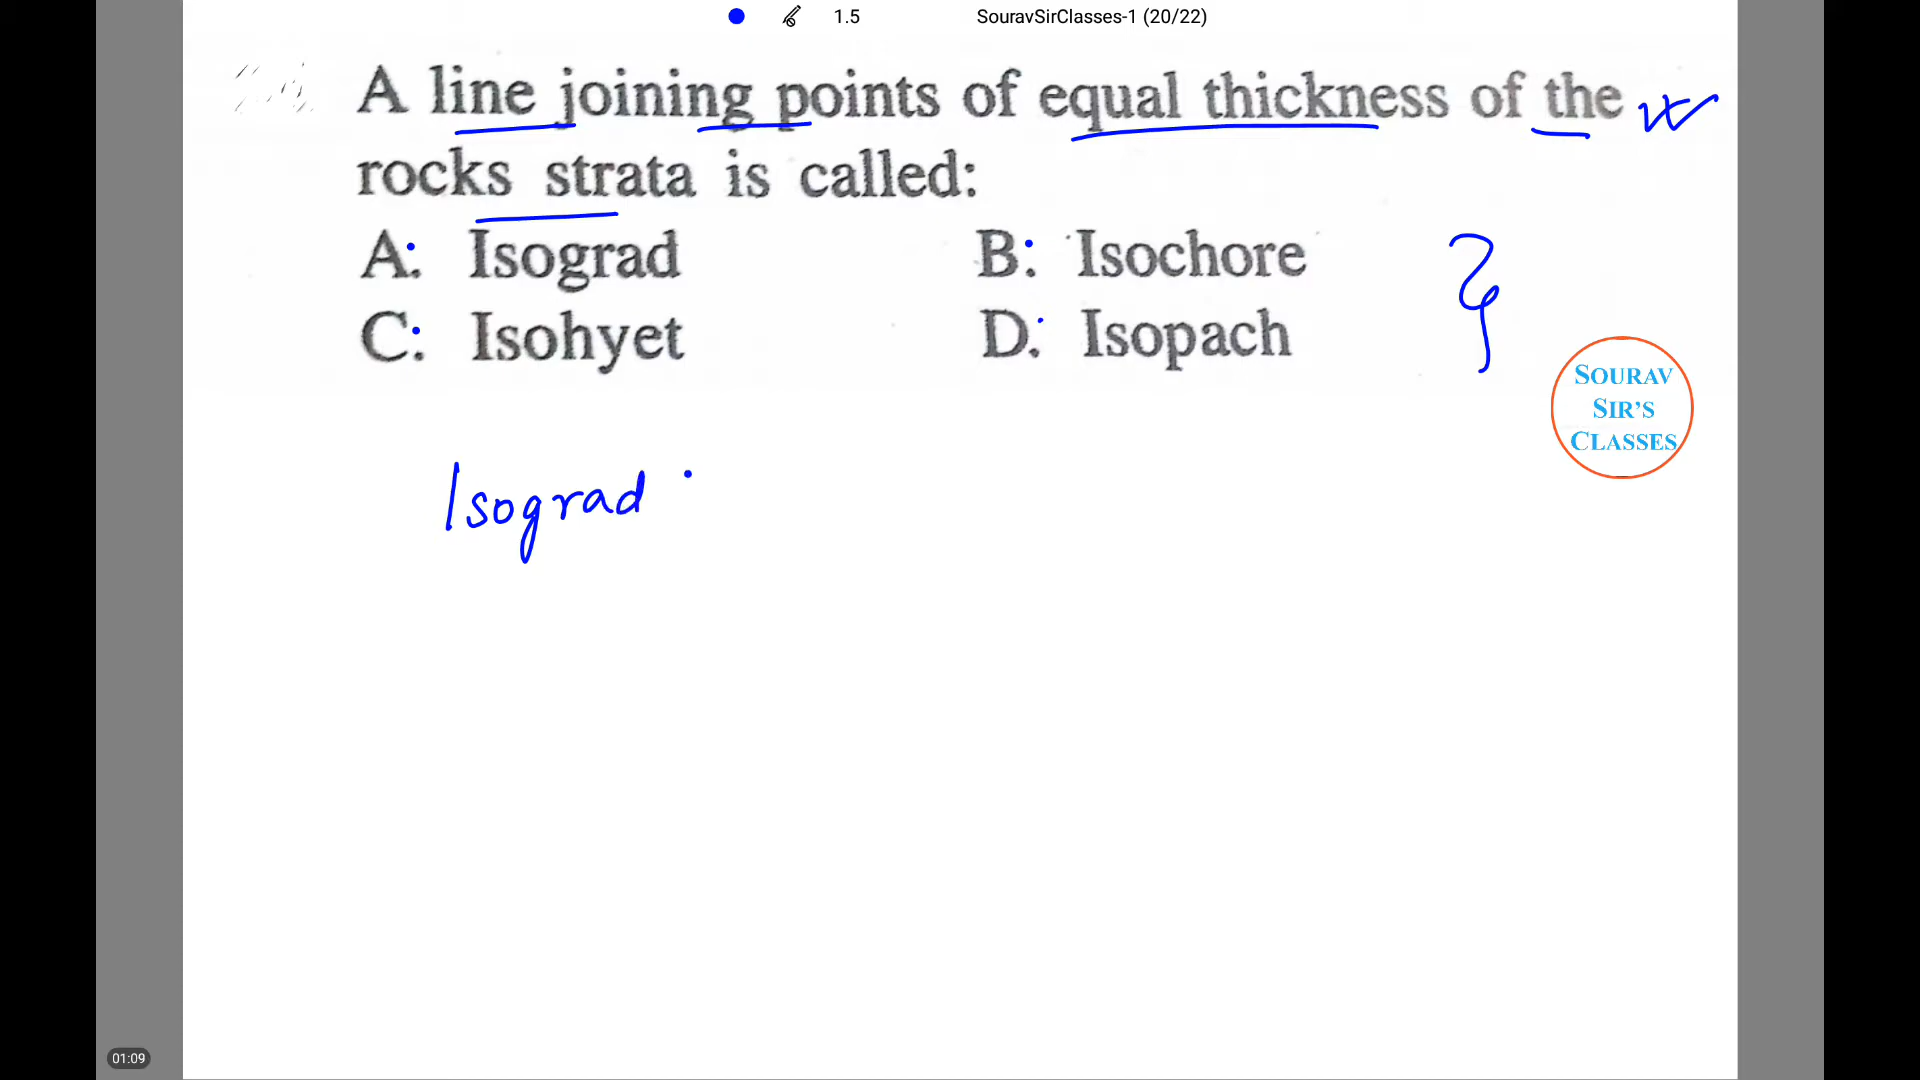 1.5 SouravSirClasses-1 (20/22)
A line joining points of equal thickness of the
rocks strata is called:
A: Isograd B: Isochore
C: Isohyet D: Isopach
SOURAV
SIR'S
CLASSES
Isograd
01:09